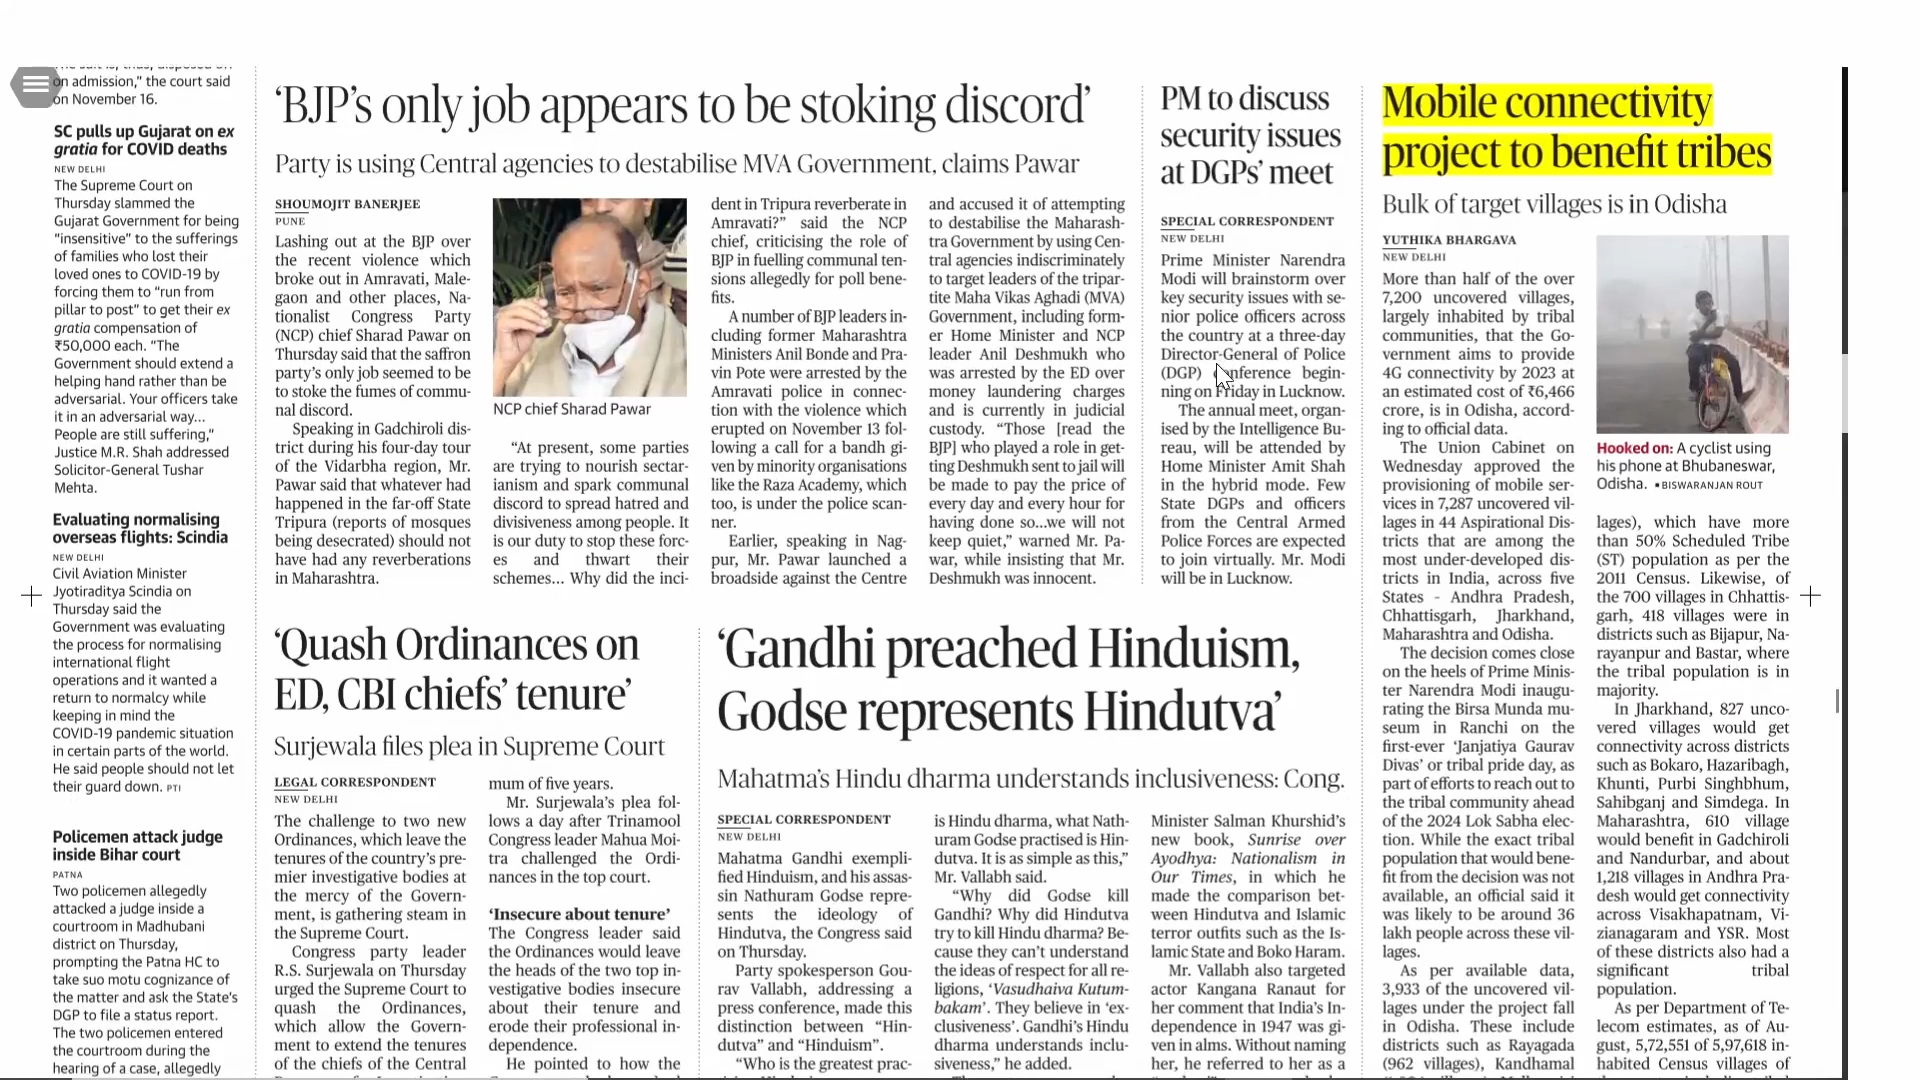 on admission,” the court said
on November 16.
SC pulls up Gujarat on ex
gratia for COVID deaths
NEW DELHI
The Supreme Court on
Thursday slammed the
Gujarat Government for being
“insensitive” to the sufferings
of families who lost their
loved ones to COVID-19 by
forcing them to “run from
pillar to post” to get their ex
gratia compensation of
₹50,000 each. “The
Government should extend a
helping hand rather than be
adversarial. Your officers take
it in an adversarial way...
People are still suffering,”
Justice M.R. Shah addressed
Solicitor-General Tushar
Mehta.
Evaluating normalising
overseas flights: Scindia
NEW DELHI
Civil Aviation Minister
Jyotiraditya Scindia on
Thursday said the
Government was evaluating
the process for normalising
international flight
operations and it wanted a
return to normalcy while
keeping in mind the
COVID-19 pandemic situation
in certain parts of the world.
He said people should not let
their guard down. PTI
Policemen attack judge
inside Bihar court
PATNA
Two policemen allegedly
attacked a judge inside a
courtroom in Madhubani
district on Thursday,
prompting the Patna HC to
take suo motu cognizance of
the matter and ask the State’s
DGP to file a status report.
The two policemen entered
the courtroom during the
hearing of a case, allegedly
‘BJP’s only job appears to be stoking discord’
Party is using Central agencies to destabilise MVA Government, claims Pawar
SHOUMOJIT BANERJEE
PUNE
Lashing out at the BJP over
the recent violence which
broke out in Amravati, Male-
gaon and other places, Na-
tionalist Congress Party
(NCP) chief Sharad Pawar on
Thursday said that the saffron
party’s only job seemed to be
to stoke the fumes of commu-
nal discord.
Speaking in Gadchiroli dis-
trict during his four-day tour
of the Vidarbha region, Mr.
Pawar said that whatever had
happened in the far-off State
Tripura (reports of mosques
being desecrated) should not
have had any reverberations
in Maharashtra.
NCP chief Sharad Pawar
“At present, some parties
are trying to nourish sectar-
ianism and spark communal
discord to spread hatred and
divisiveness among people. It
is our duty to stop these forc-
es and thwart their
schemes... Why did the inci-
dent in Tripura reverberate in
Amravati?” said the NCP
chief, criticising the role of
BJP in fuelling communal ten-
sions allegedly for poll bene-
fits.
A number of BJP leaders in-
cluding former Maharashtra
Ministers Anil Bonde and Pra-
vin Pote were arrested by the
Amravati police in connec-
tion with the violence which
erupted on November 13 fol-
lowing a call for a bandh gi-
ven by minority organisations
like the Raza Academy, which
too, is under the police scan-
ner.
Earlier, speaking in Nag-
pur, Mr. Pawar launched a
broadside against the Centre
and accused it of attempting
to destabilise the Maharash-
tra Government by using Cen-
tral agencies indiscriminately
to target leaders of the tripar-
tite Maha Vikas Aghadi (MVA)
Government, including form-
er Home Minister and NCP
leader Anil Deshmukh who
was arrested by the ED over
money laundering charges
and is currently in judicial
custody. “Those [read the
BJP] who played a role in get-
ting Deshmukh sent to jail will
be made to pay the price of
every day and every hour for
having done so...we will not
keep quiet,” warned Mr. Pa-
war, while insisting that Mr.
Deshmukh was innocent.
PM to discuss
security issues
at DGPs’ meet
SPECIAL CORRESPONDENT
NEW DELHI
Prime Minister Narendra
Modi will brainstorm over
key security issues with se-
nior police officers across
the country at a three-day
Director-General of Police
(DGP) conference begin-
ning on Friday in Lucknow.
The annual meet, organ-
ised by the Intelligence Bu-
reau, will be attended by
Home Minister Amit Shah
in the hybrid mode. Few
State DGPs and officers
from the Central Armed
Police Forces are expected
to join virtually. Mr. Modi
will be in Lucknow.
Mobile connectivity
project to benefit tribes
Bulk of target villages is in Odisha
YUTHIKA BHARGAVA
NEW DELHI
More than half of the over
7,200 uncovered villages,
largely inhabited by tribal
communities, that the Go-
vernment aims to provide
4G connectivity by 2023 at
an estimated cost of ₹6,466
crore, is in Odisha, accord-
ing to official data.
The Union Cabinet on
Wednesday approved the
provisioning of mobile ser-
vices in 7,287 uncovered vil-
lages in 44 Aspirational Dis-
tricts that are among the
most under-developed dis-
tricts in India, across five
States - Andhra Pradesh,
Chhattisgarh, Jharkhand,
Maharashtra and Odisha.
The decision comes close
on the heels of Prime Minis-
ter Narendra Modi inaugu-
rating the Birsa Munda mu-
seum in Ranchi on the
first-ever ‘Janjatiya Gaurav
Divas’ or tribal pride day, as
part of efforts to reach out to
the tribal community ahead
of the 2024 Lok Sabha elec-
tion. While the exact tribal
population that would bene-
fit from the decision was not
available, an official said it
was likely to be around 36
lakh people across these vil-
lages.
As per available data,
3,933 of the uncovered vil-
lages under the project fall
in Odisha. These include
districts such as Rayagada
(962 villages), Kandhamal
Hooked on: A cyclist using
his phone at Bhubaneswar,
Odisha. ▪BISWARANJAN ROUT
lages), which have more
than 50% Scheduled Tribe
(ST) population as per the
2011 Census. Likewise, of
the 700 villages in Chhattis-
garh, 418 villages were in
districts such as Bijapur, Na-
rayanpur and Bastar, where
the tribal population is in
majority.
In Jharkhand, 827 unco-
vered villages would get
connectivity across districts
such as Bokaro, Hazaribagh,
Khunti, Purbi Singhbhum,
Sahibganj and Simdega. In
Maharashtra, 610 village
would benefit in Gadchiroli
and Nandurbar, and about
1,218 villages in Andhra Pra-
desh would get connectivity
across Visakhapatnam, Vi-
zianagaram and YSR. Most
of these districts also had a
significant tribal
population.
As per Department of Te-
lecom estimates, as of Au-
gust, 5,72,551 of 5,97,618 in-
habited Census villages of
‘Quash Ordinances on
ED, CBI chiefs’ tenure’
Surjewala files plea in Supreme Court
LEGAL CORRESPONDENT
NEW DELHI
The challenge to two new
Ordinances, which leave the
tenures of the country’s pre-
mier investigative bodies at
the mercy of the Govern-
ment, is gathering steam in
the Supreme Court.
Congress party leader
R.S. Surjewala on Thursday
urged the Supreme Court to
quash the Ordinances,
which allow the Govern-
ment to extend the tenures
of the chiefs of the Central
mum of five years.
Mr. Surjewala’s plea fol-
lows a day after Trinamool
Congress leader Mahua Moi-
tra challenged the Ordi-
nances in the top court.
‘Insecure about tenure’
The Congress leader said
the Ordinances would leave
the heads of the two top in-
vestigative bodies insecure
about their tenure and
erode their professional in-
dependence.
He pointed to how the
‘Gandhi preached Hinduism,
Godse represents Hindutva’
Mahatma’s Hindu dharma understands inclusiveness: Cong.
SPECIAL CORRESPONDENT
NEW DELHI
Mahatma Gandhi exempli-
fied Hinduism, and his assas-
sin Nathuram Godse repre-
sents the ideology of
Hindutva, the Congress said
on Thursday.
Party spokesperson Gou-
rav Vallabh, addressing a
press conference, made this
distinction between “Hin-
dutva” and “Hinduism”.
“Who is the greatest prac-
is Hindu dharma, what Nath-
uram Godse practised is Hin-
dutva. It is as simple as this,”
Mr. Vallabh said.
“Why did Godse kill
Gandhi? Why did Hindutva
try to kill Hindu dharma? Be-
cause they can’t understand
the ideas of respect for all re-
ligions, ‘Vasudhaiva Kutum-
bakam’. They believe in ‘ex-
clusiveness’. Gandhi’s Hindu
dharma understands inclu-
siveness,” he added.
Minister Salman Khurshid’s
new book, Sunrise over
Ayodhya: Nationalism in
Our Times, in which he
made the comparison bet-
ween Hindutva and Islamic
terror outfits such as the Is-
lamic State and Boko Haram.
Mr. Vallabh also targeted
actor Kangana Ranaut for
her comment that India’s In-
dependence in 1947 was gi-
ven in alms. Without naming
her, he referred to her as a